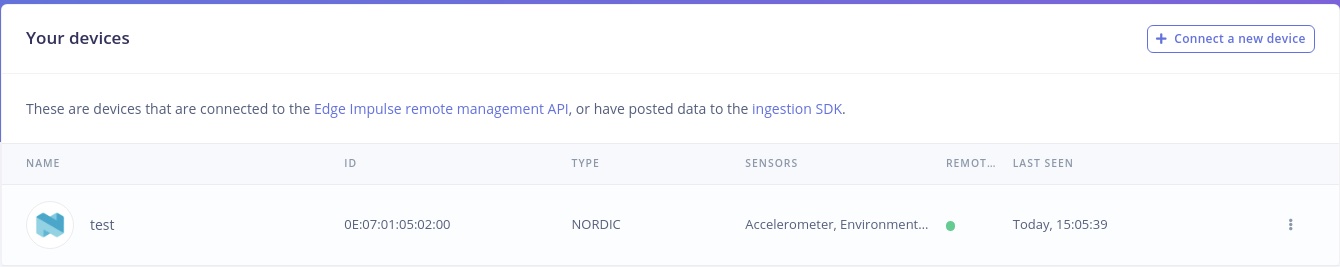 Your devices
+ Connect a new device
These are devices that are connected to the Edge Impulse remote management API, or have posted data to the ingestion SDK.
NAME ID TYPE SENSORS REMOT... LAST SEEN
test 0E:07:01:05:02:00 NORDIC Accelerometer, Environment... Today, 15:05:39